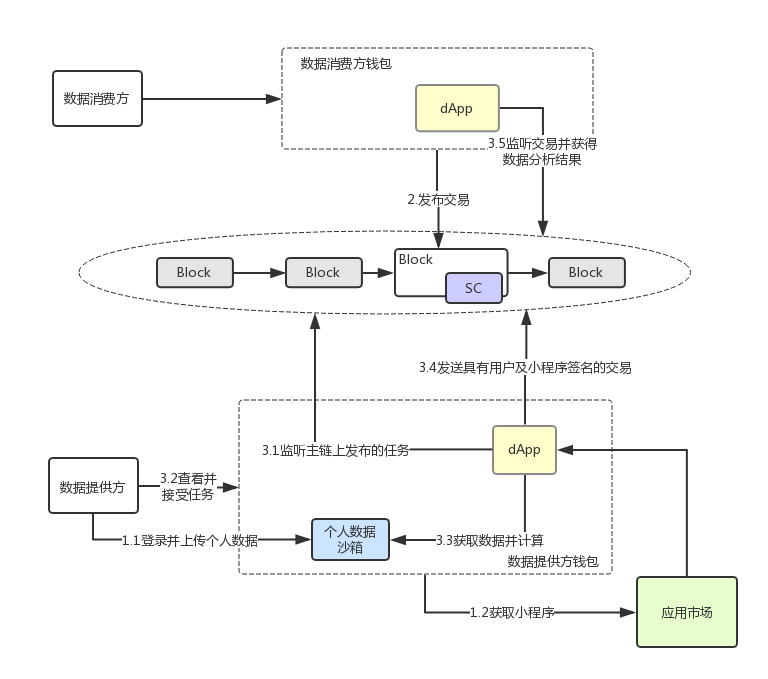 数据消费方钱包
数据消费方
dApp
3.5监听交易并获得
数据分析结果
2.发布交易
Block
Block
Block
Block
SC
3.4发送具有用户及小程序签名的交易
3.1监听主链上发布的任务
dApp
3.2查看并
接受任务
数据提供方
个人数据
沙箱
1.1登录并上传个人数据
3.3获取数据并计算
数据提供方钱包
1.2获取小程序
应用市场